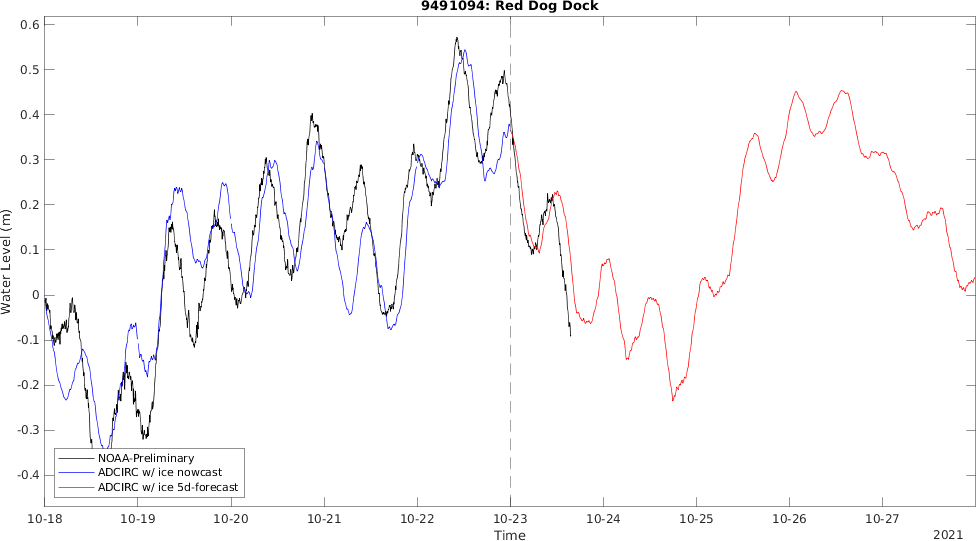 9491094: Red Dog Dock
0.6
0.5
0.4
0.3
0.2
0.1
0
-0.1
-0.2
-0.3
-0.4
Water Level (m)
NOAA-Preliminary
ADCIRC w/ ice nowcast
ADCIRC w/ ice 5d-forecast
10-18 10-19 10-20 10-21 10-22 10-23 10-24 10-25 10-26 10-27
Time
2021